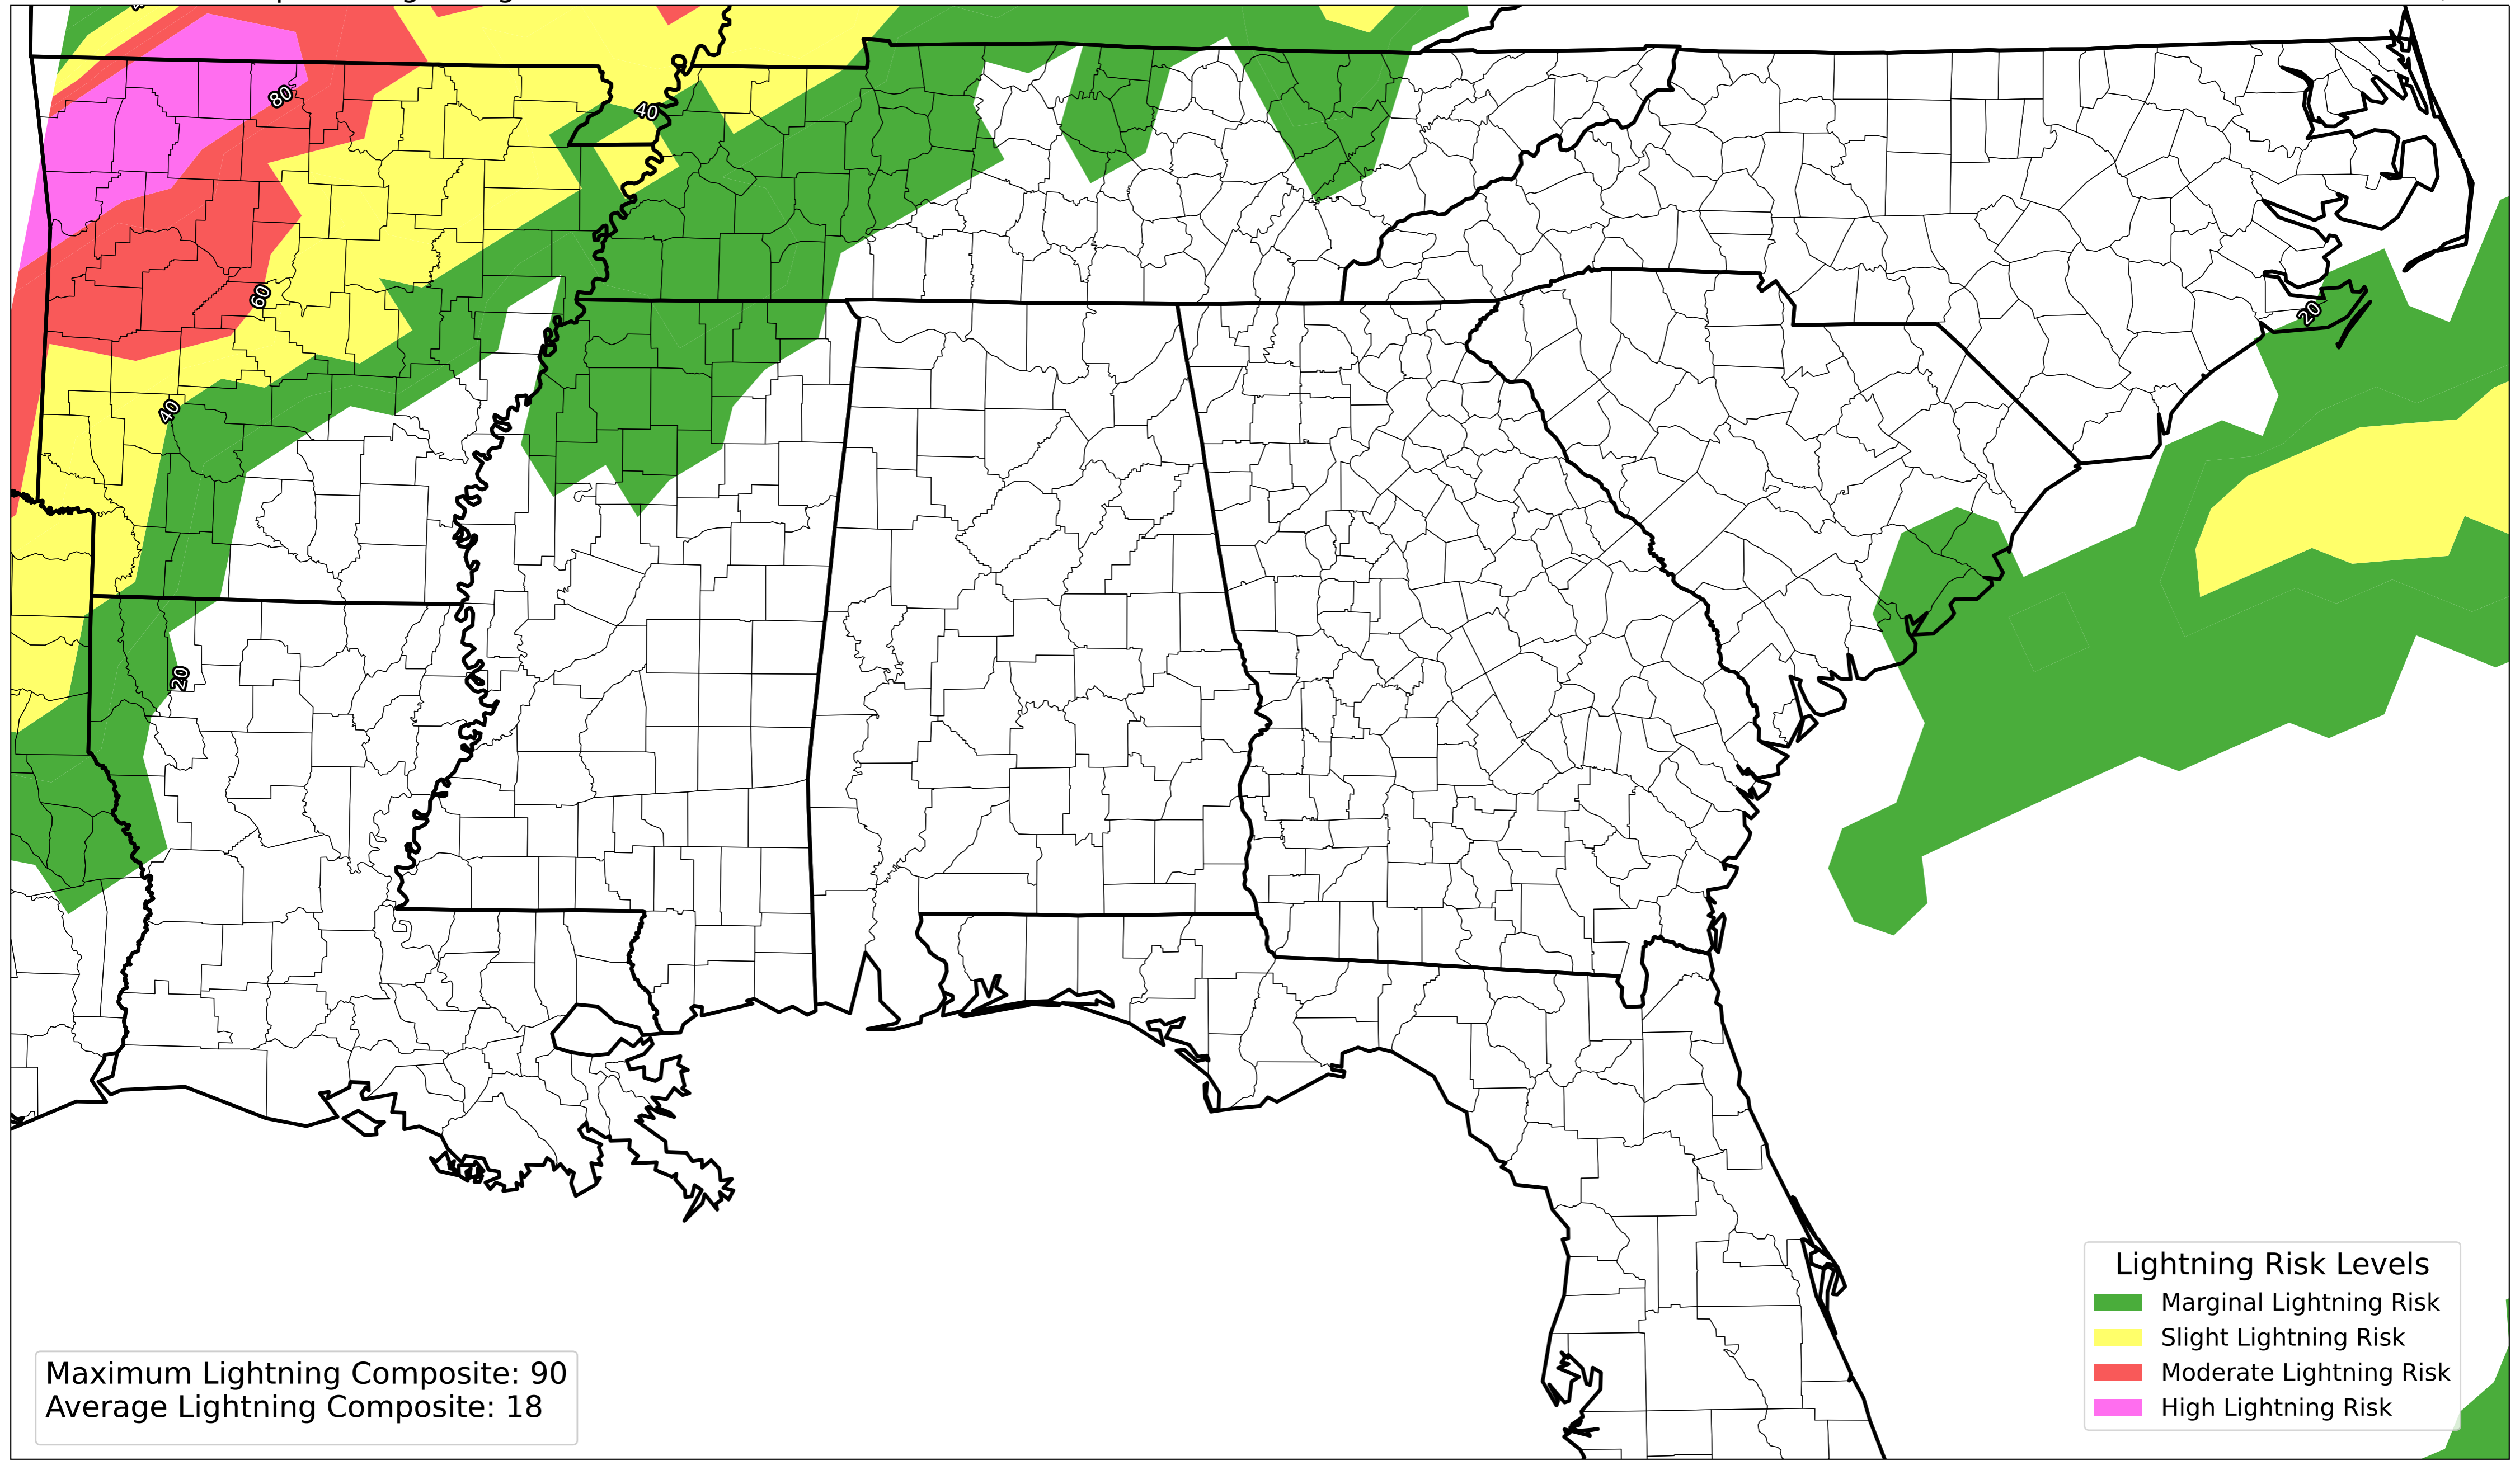 80
40
60
40
20
20
Lightning Risk Levels
Marginal Lightning Risk
Slight Lightning Risk
Moderate Lightning Risk
High Lightning Risk
Maximum Lightning Composite: 90
Average Lightning Composite: 18